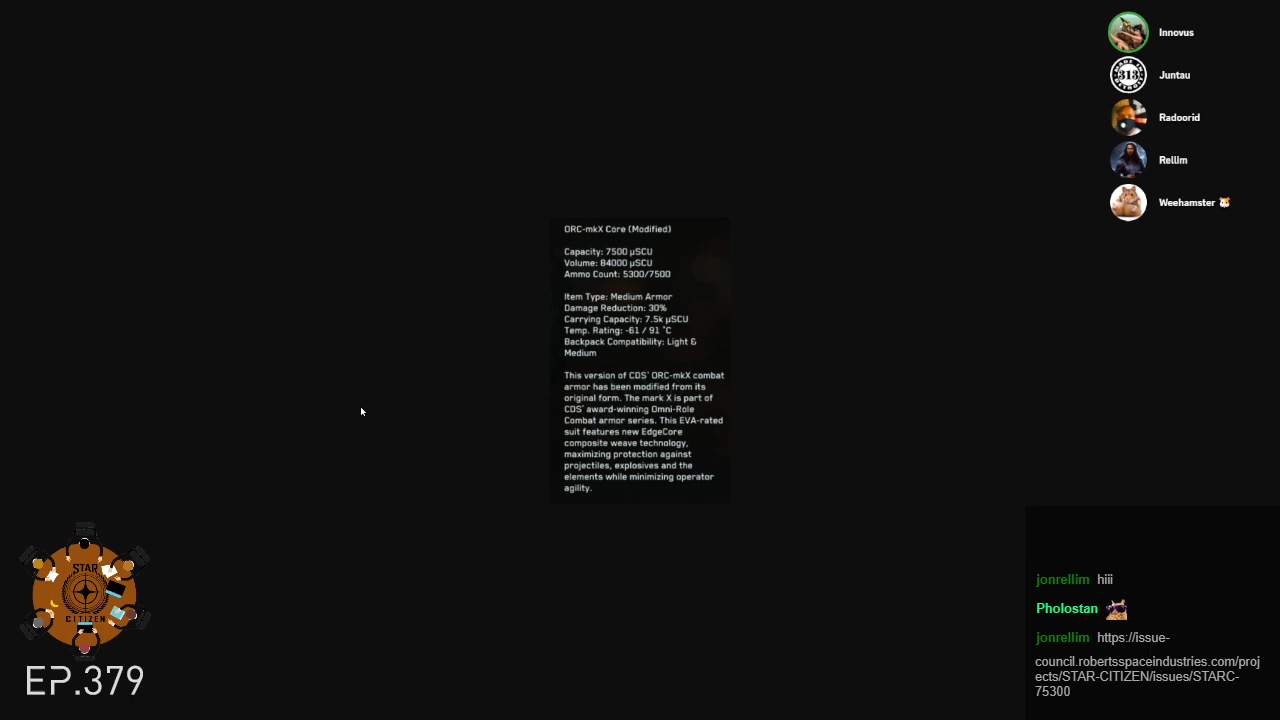 Innovus
Juntau
Radoorid
Rellim
Weehamster
MADE IN
313
DETROIT
ORC-mkX Core (Modified)
Capacity: 7500 µSCU
Volume: 84000 µSCU
Ammo Count: 5300/7500
Item Type: Medium Armor
Damage Reduction: 30%
Carrying Capacity: 7.5k µSCU
Temp. Rating: -61 / 91 °C
Backpack Compatibility: Light &
Medium
This version of CDS' ORC-mkX combat
armor has been modified from its
original form. The mark X is part of
CDS' award-winning Omni-Role
Combat armor series. This EVA-rated
suit features new EdgeCore
composite weave technology,
maximizing protection against
projectiles, explosives and the
elements while minimizing operator
agility.
STAR
CITIZEN
EP.379
jonrellim hiii
Pholostan
jonrellim https://issue-
council.robertsspaceindustries.com/proj
ects/STAR-CITIZEN/issues/STARC-
75300